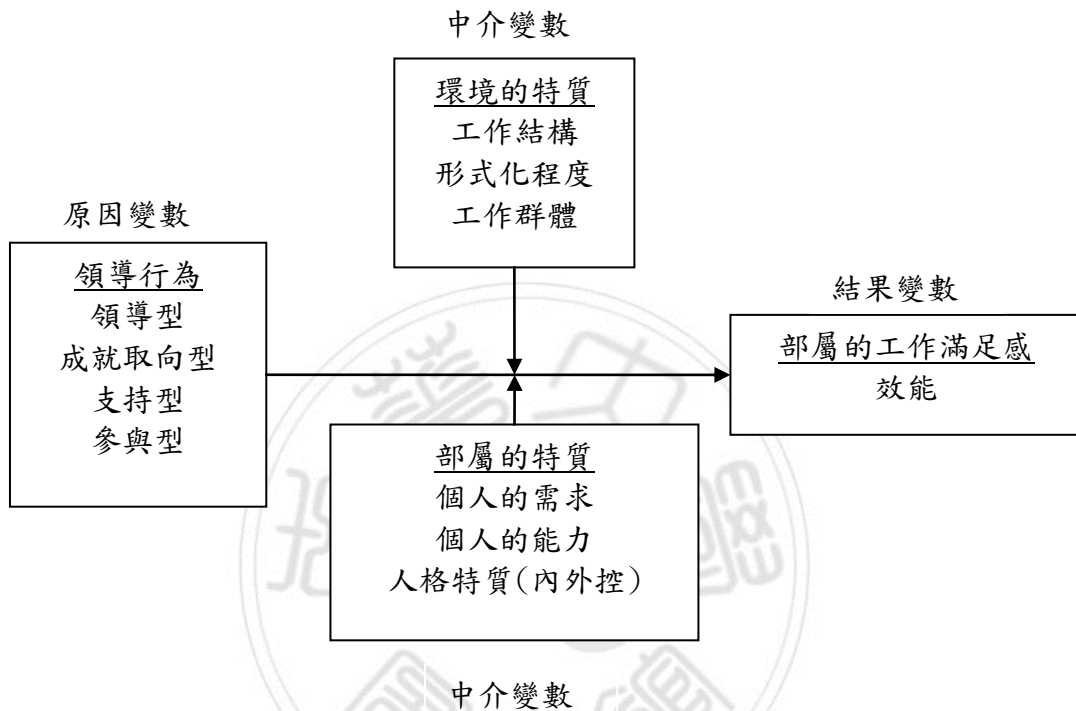 中介變數
環境的特質
工作結構
形式化程度
工作群體
原因變數
領導行為
領導型
成就取向型
支持型
參與型
結果變數
部屬的工作滿足感
效能
部屬的特質
個人的需求
個人的能力
人格特質(內外控)
中介變數